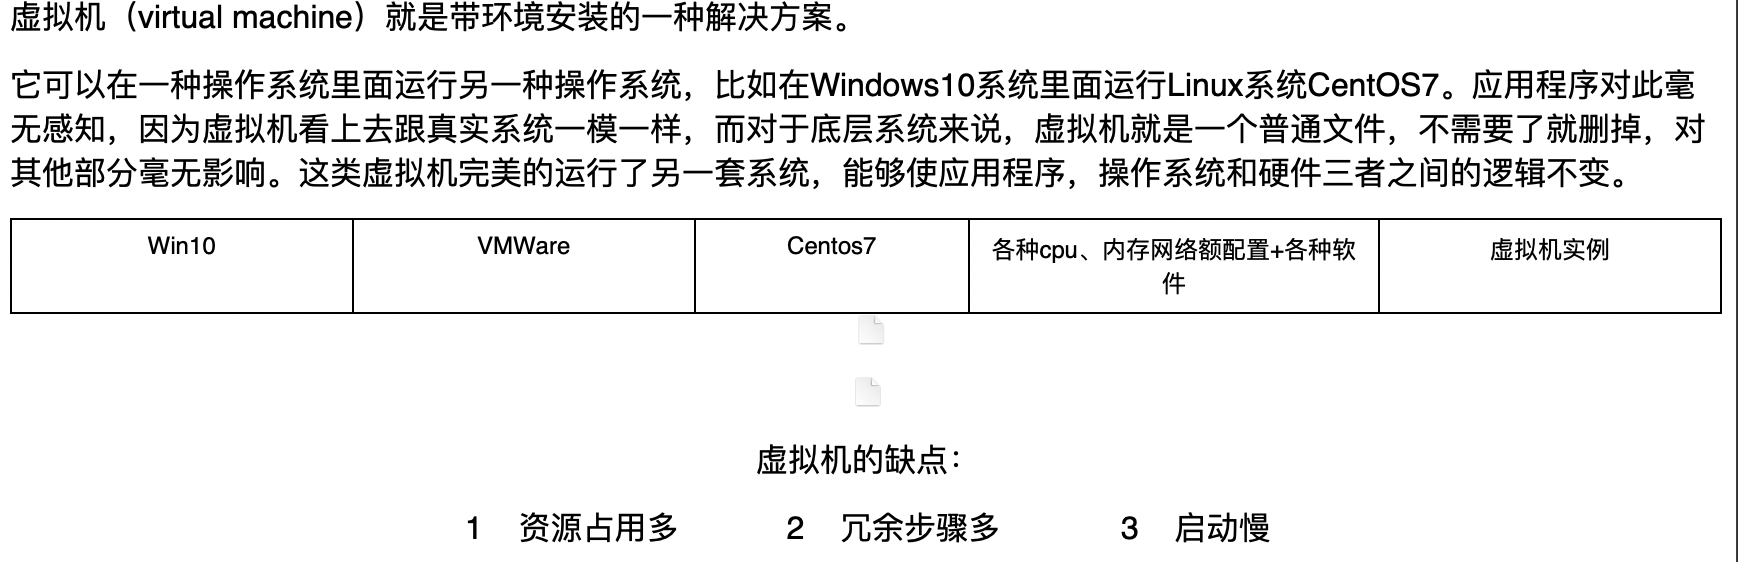 虚拟机（virtual machine）就是带环境安装的一种解决方案。
它可以在一种操作系统里面运行另一种操作系统，比如在Windows10系统里面运行Linux系统CentOS7。应用程序对此毫
无感知，因为虚拟机看上去跟真实系统一模一样，而对于底层系统来说，虚拟机就是一个普通文件，不需要了就删掉，对
其他部分毫无影响。这类虚拟机完美的运行了另一套系统，能够使应用程序，操作系统和硬件三者之间的逻辑不变。
Win10 VMWare Centos7 各种cpu、内存网络额配置+各种软 虚拟机实例
件
虚拟机的缺点：
1 资源占用多 2 冗余步骤多 3 启动慢